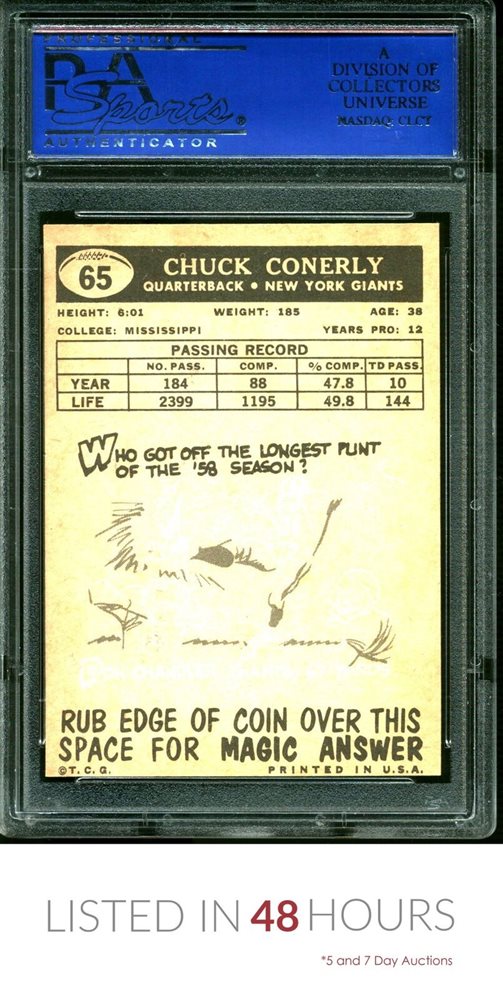 PROFESSIONAL
PSA
Sports®
AUTHENTICATOR
A
DIVISION OF
COLLECTORS
UNIVERSE
NASDAQ: CLCT
65
CHUCK CONERLY
QUARTERBACK • NEW YORK GIANTS
HEIGHT: 6:01 WEIGHT: 185 AGE: 38
COLLEGE: MISSISSIPPI YEARS PRO: 12
PASSING RECORD
NO. PASS. COMP. % COMP. TD PASS.
YEAR 184 88 47.8 10
LIFE 2399 1195 49.8 144
WHO GOT OFF THE LONGEST PUNT
OF THE '58 SEASON?
RUB EDGE OF COIN OVER THIS
SPACE FOR MAGIC ANSWER
©T.C.G. PRINTED IN U.S.A.
LISTED IN 48 HOURS
*5 and 7 Day Auctions